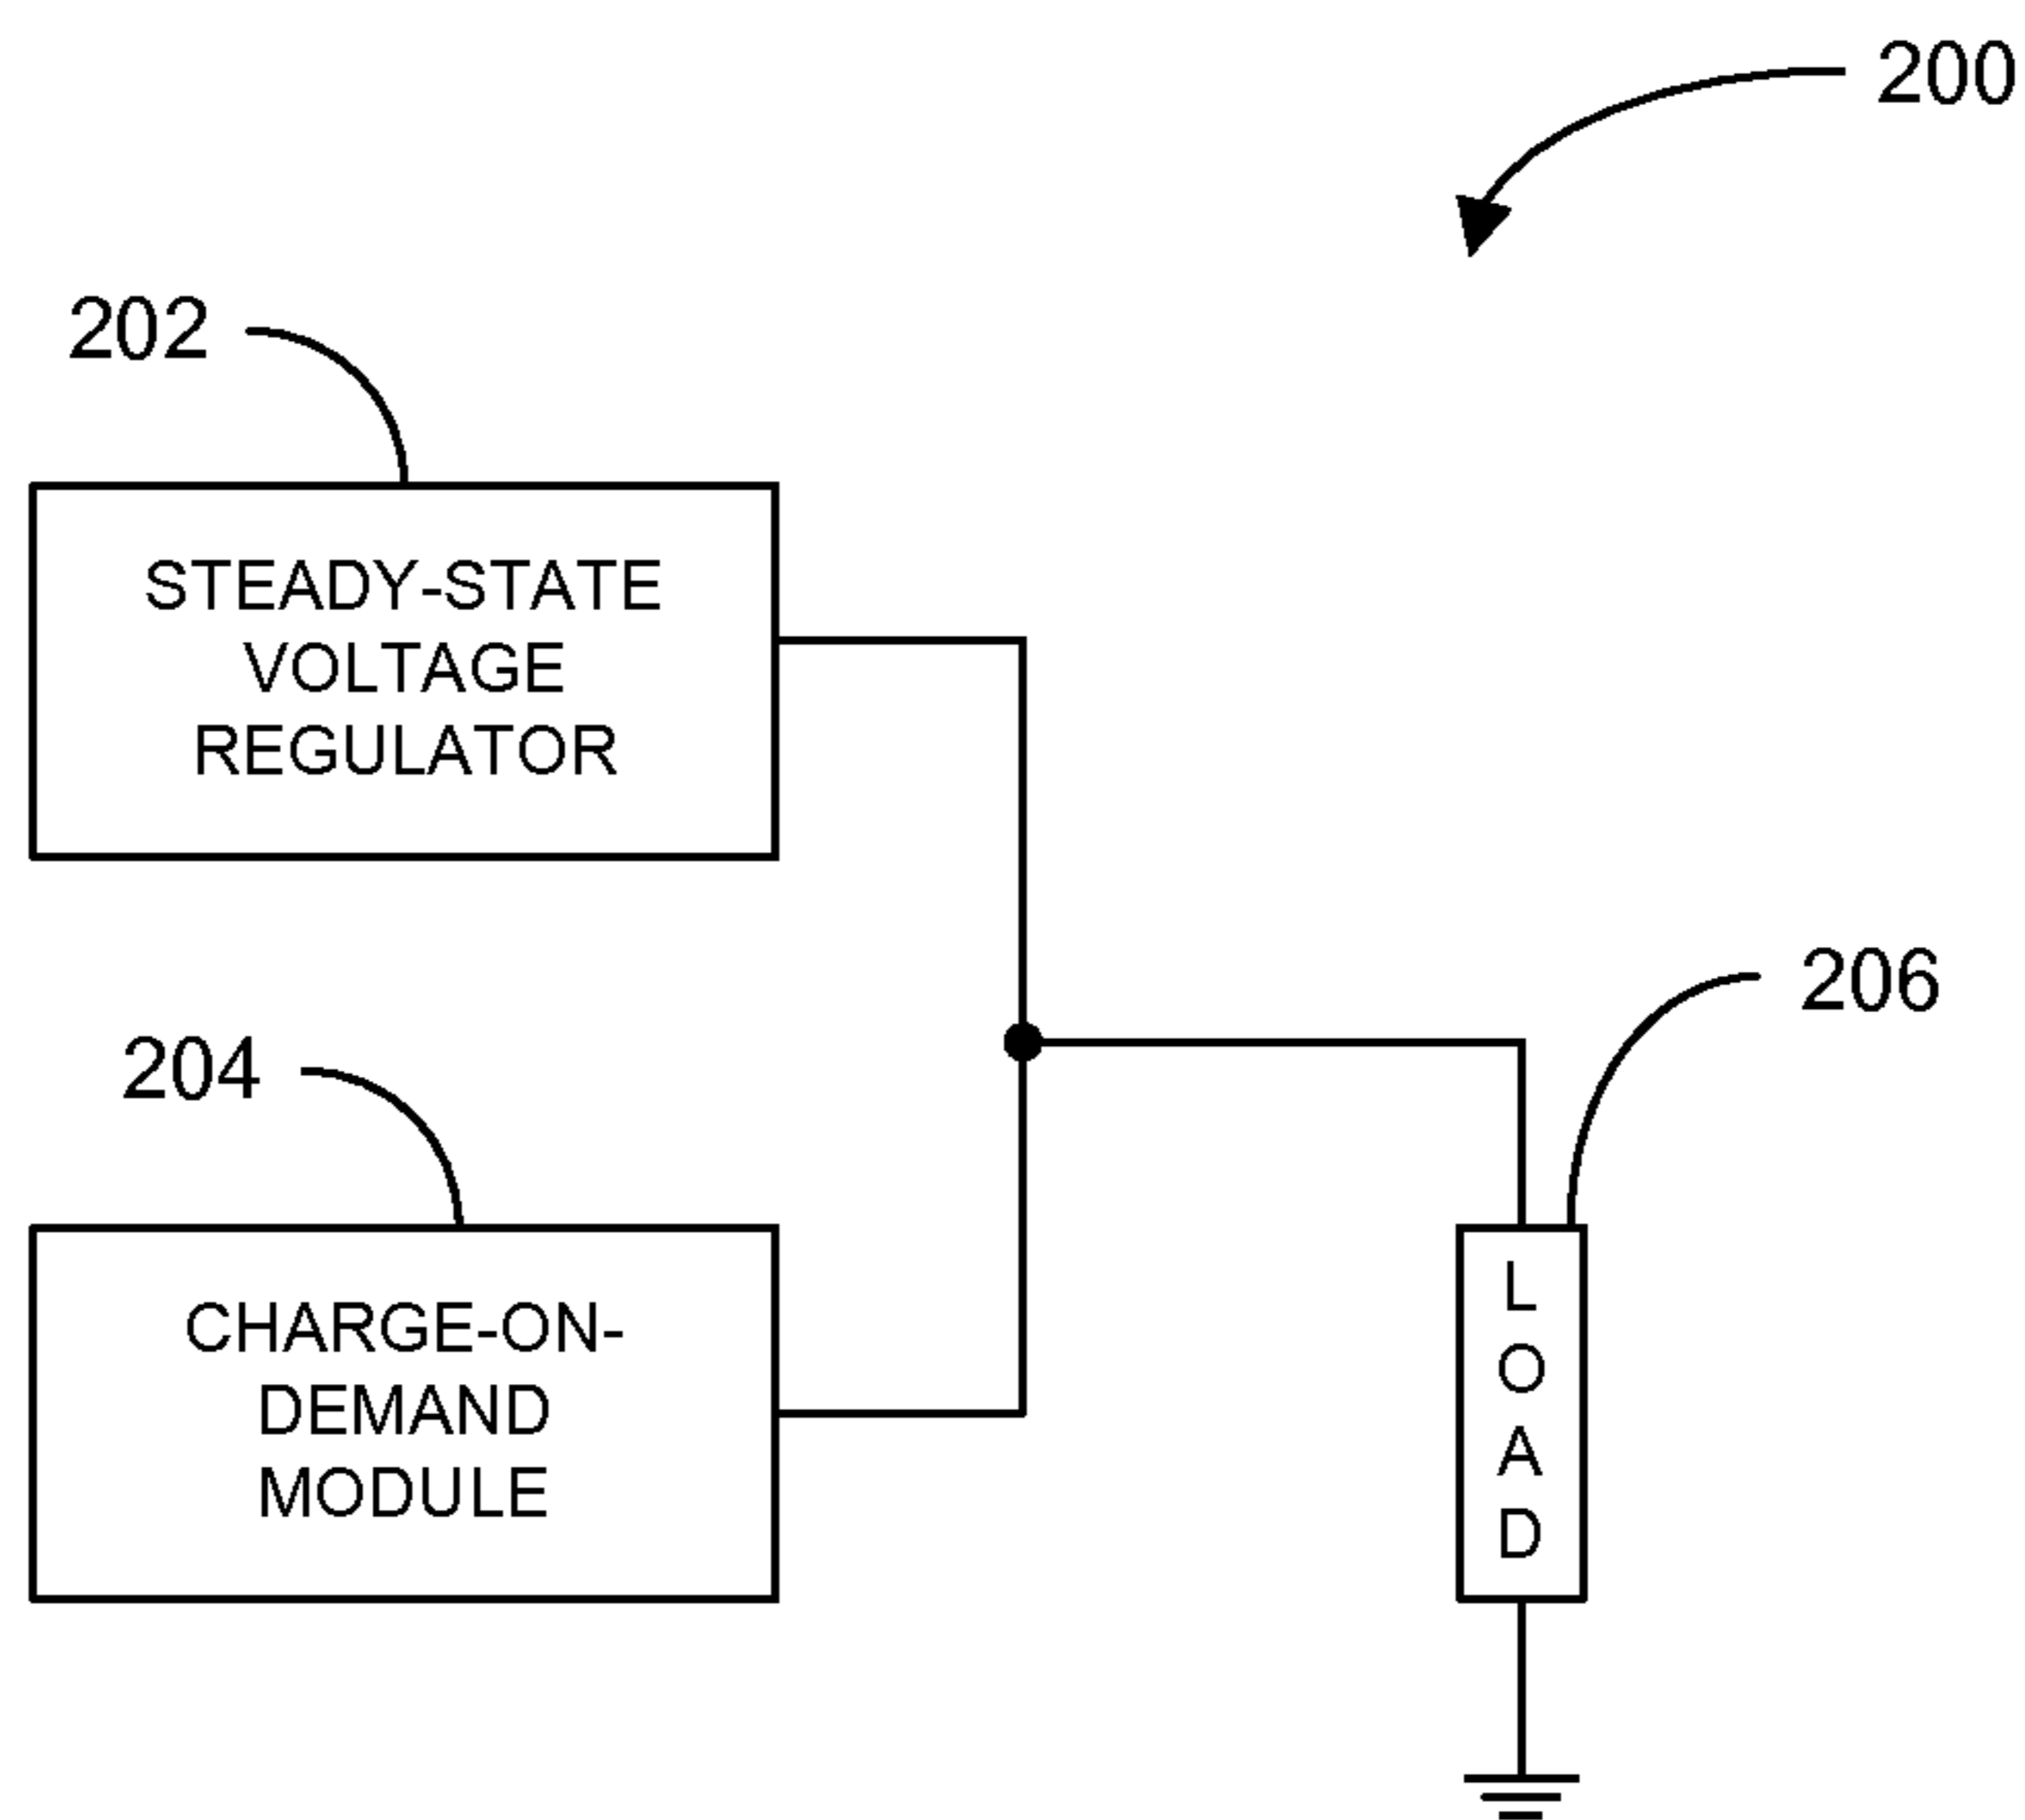 200
202
STEADY-STATE
VOLTAGE
REGULATOR
206
204
CHARGE-ON-
DEMAND
MODULE
L
O
A
D